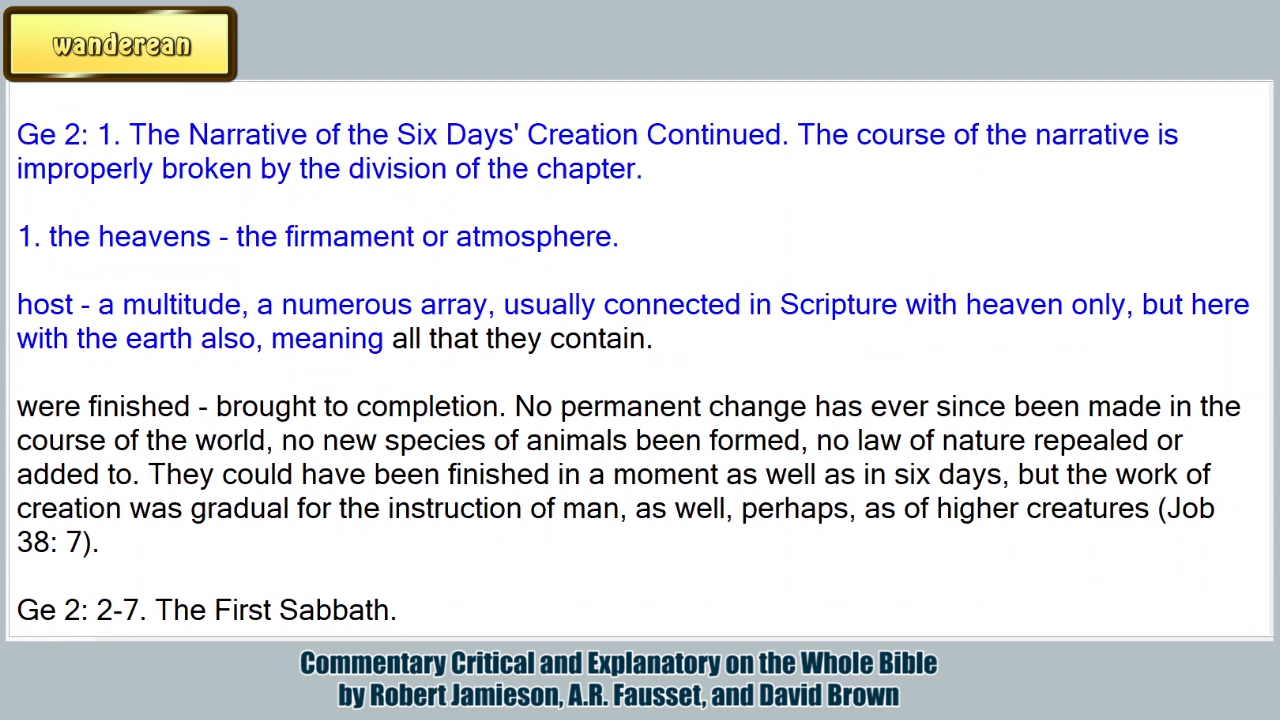 wanderean
Ge 2: 1. The Narrative of the Six Days' Creation Continued. The course of the narrative is
improperly broken by the division of the chapter.
1. the heavens - the firmament or atmosphere.
host - a multitude, a numerous array, usually connected in Scripture with heaven only, but here
with the earth also, meaning all that they contain.
were finished - brought to completion. No permanent change has ever since been made in the
course of the world, no new species of animals been formed, no law of nature repealed or
added to. They could have been finished in a moment as well as in six days, but the work of
creation was gradual for the instruction of man, as well, perhaps, as of higher creatures (Job
38: 7).
Ge 2: 2-7. The First Sabbath.
Commentary Critical and Explanatory on the Whole Bible
by Robert Jamieson, A.R. Fausset, and David Brown